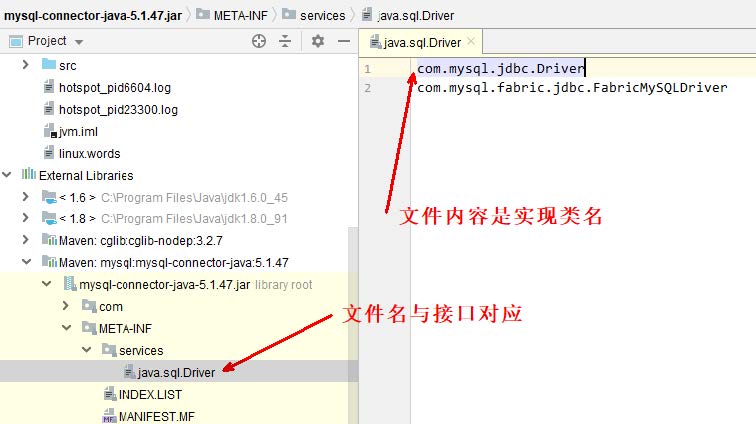 mysql-connector-java-5.1.47.jar META-INF services java.sql.Driver
Project
java.sql.Driver
src
hotspot_pid6604.log
hotspot_pid23300.log
jvm.iml
linux.words
External Libraries
< 1.6 > C:\Program Files\Java\jdk1.6.0_45
< 1.8 > C:\Program Files\Java\jdk1.8.0_91
Maven: cglib:cglib-nodep:3.2.7
Maven: mysql:mysql-connector-java:5.1.47
mysql-connector-java-5.1.47.jar library root
com
META-INF
services
java.sql.Driver
INDEX.LIST
MF MANIFEST.MF
1 com.mysql.jdbc.Driver
2 com.mysql.fabric.jdbc.FabricMySQLDriver
文件内容是实现类名
文件名与接口对应